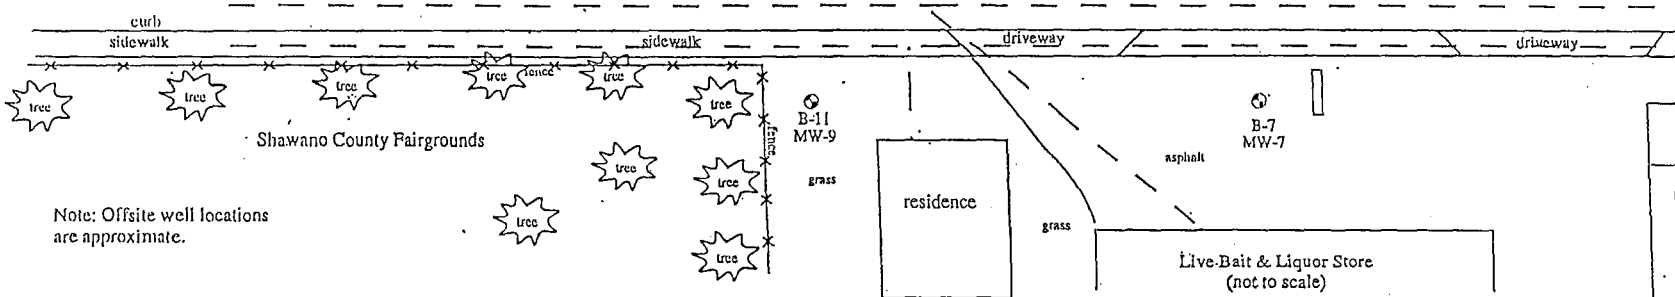 curb
sidewalk
sidewalk
driveway
driveway
tree
tree
tree
tree
fence
tree
tree
B-11
MW-9
B-7
MW-7
Shawano County Fairgrounds
fence
asphalt
tree
tree
grass
residence
Note: Offsite well locations
are approximate.
tree
grass
tree
Live-Bait & Liquor Store
(not to scale)